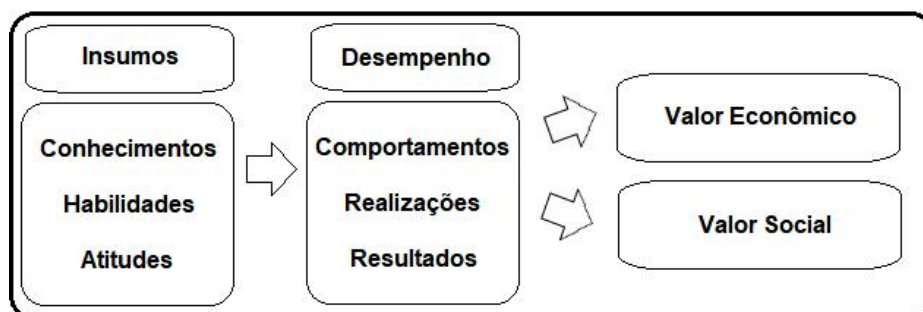 Insumos
Conhecimentos
Habilidades
Atitudes
Desempenho
Comportamentos
Realizações
Resultados
Valor Econômico
Valor Social